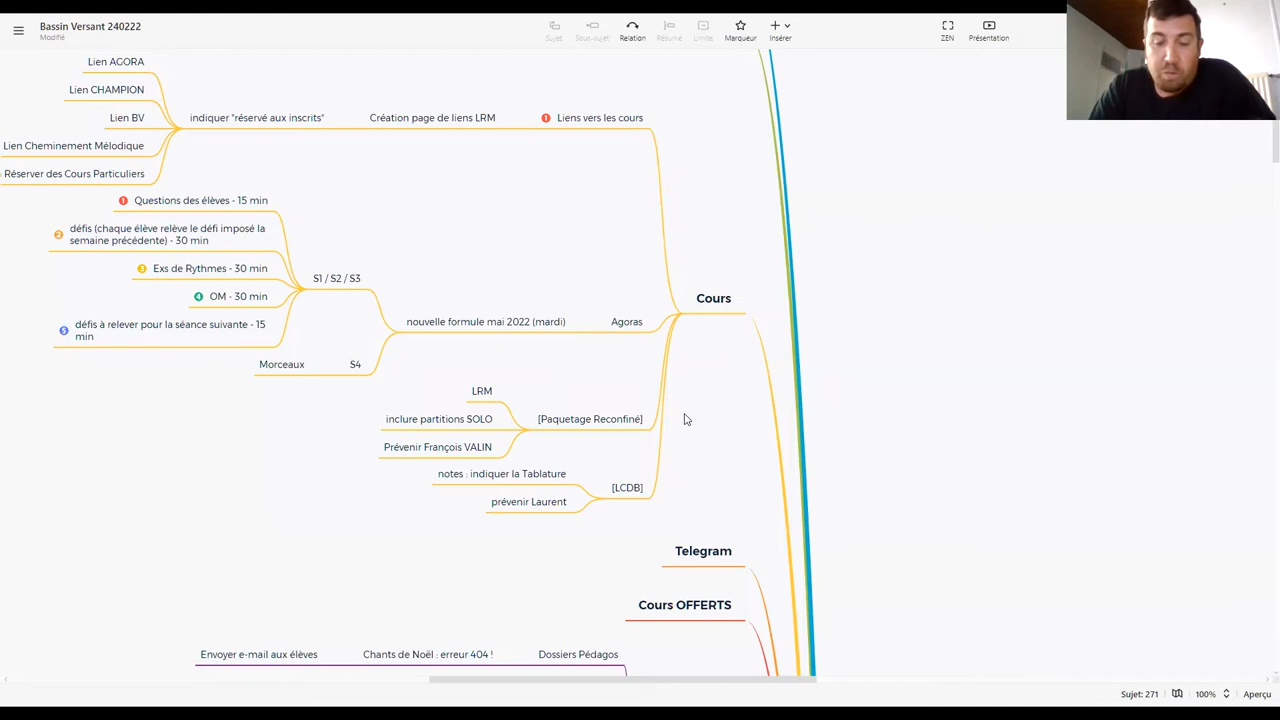 Bassin Versant 240222
Modifié
Sujet
Sous-sujet
Relation
Résumé
Limite
Marqueur
Insérer
ZEN
Présentation
Lien AGORA
Lien CHAMPION
Lien BV
Lien Cheminement Mélodique
Réserver des Cours Particuliers
indiquer "réservé aux inscrits"
Création page de liens LRM
1 Liens vers les cours
1 Questions des élèves - 15 min
2 défis (chaque élève relève le défi imposé la
semaine précédente) - 30 min
3 Exs de Rythmes - 30 min
4 OM - 30 min
5 défis à relever pour la séance suivante - 15
min
S1 / S2 / S3
Morceaux
S4
nouvelle formule mai 2022 (mardi)
Agoras
Cours
LRM
inclure partitions SOLO
Prévenir François VALIN
[Paquetage Reconfiné]
notes : indiquer la Tablature
prévenir Laurent
[LCDB]
Telegram
Cours OFFERTS
Envoyer e-mail aux élèves
Chants de Noël : erreur 404 !
Dossiers Pédagos
Sujet: 271
100%
Aperçu